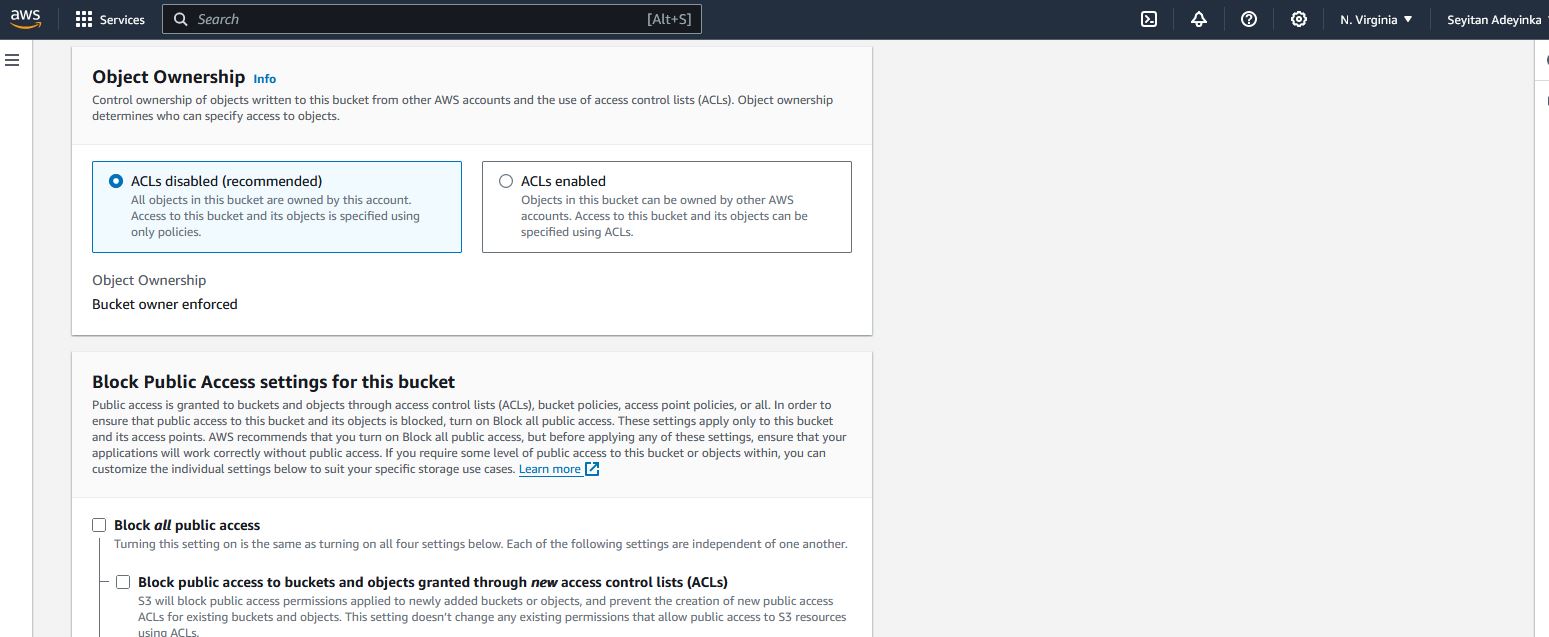 aws Services Search [Alt+S] N. Virginia Seyitan Adeyinka
Object Ownership Info
Control ownership of objects written to this bucket from other AWS accounts and the use of access control lists (ACLs). Object ownership
determines who can specify access to objects.
ACLs disabled (recommended)
All objects in this bucket are owned by this account.
Access to this bucket and its objects is specified using
only policies.
ACLs enabled
Objects in this bucket can be owned by other AWS
accounts. Access to this bucket and its objects can be
specified using ACLs.
Object Ownership
Bucket owner enforced
Block Public Access settings for this bucket
Public access is granted to buckets and objects through access control lists (ACLs), bucket policies, access point policies, or all. In order to
ensure that public access to this bucket and its objects is blocked, turn on Block all public access. These settings apply only to this bucket
and its access points. AWS recommends that you turn on Block all public access, but before applying any of these settings, ensure that your
applications will work correctly without public access. If you require some level of public access to this bucket or objects within, you can
customize the individual settings below to suit your specific storage use cases. Learn more
Block all public access
Turning this setting on is the same as turning on all four settings below. Each of the following settings are independent of one another.
Block public access to buckets and objects granted through new access control lists (ACLs)
S3 will block public access permissions applied to newly added buckets or objects, and prevent the creation of new public access
ACLs for existing buckets and objects. This setting doesn't change any existing permissions that allow public access to S3 resources
using ACLs.